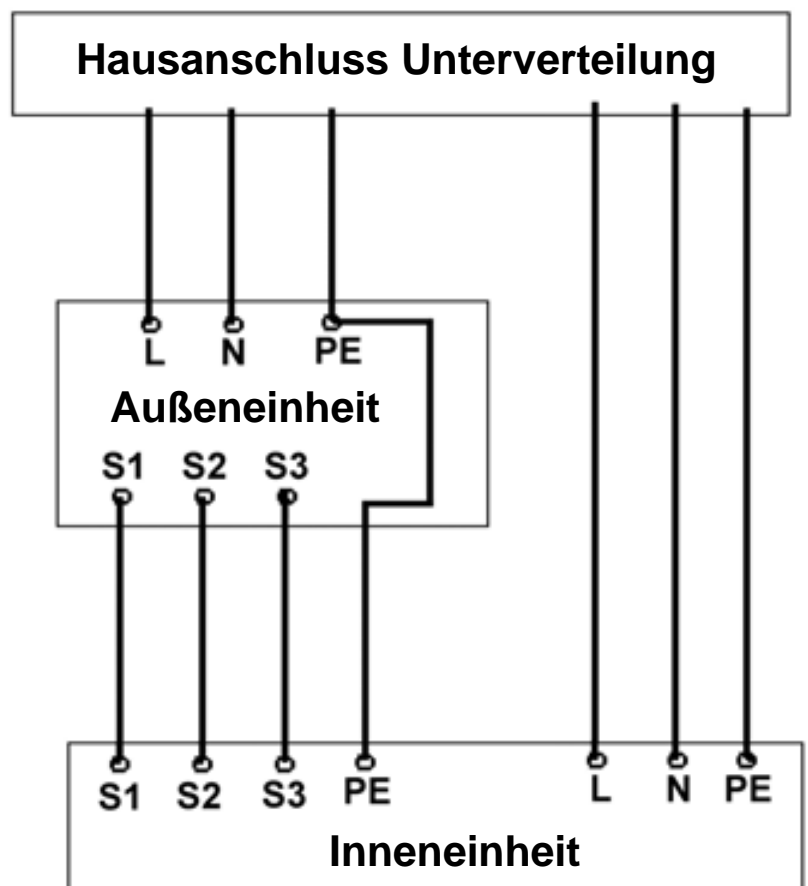 Hausanschluss Unterverteilung
L N PE
Außeneinheit
S1 S2 S3
S1 S2 S3 PE L N PE
Inneneinheit